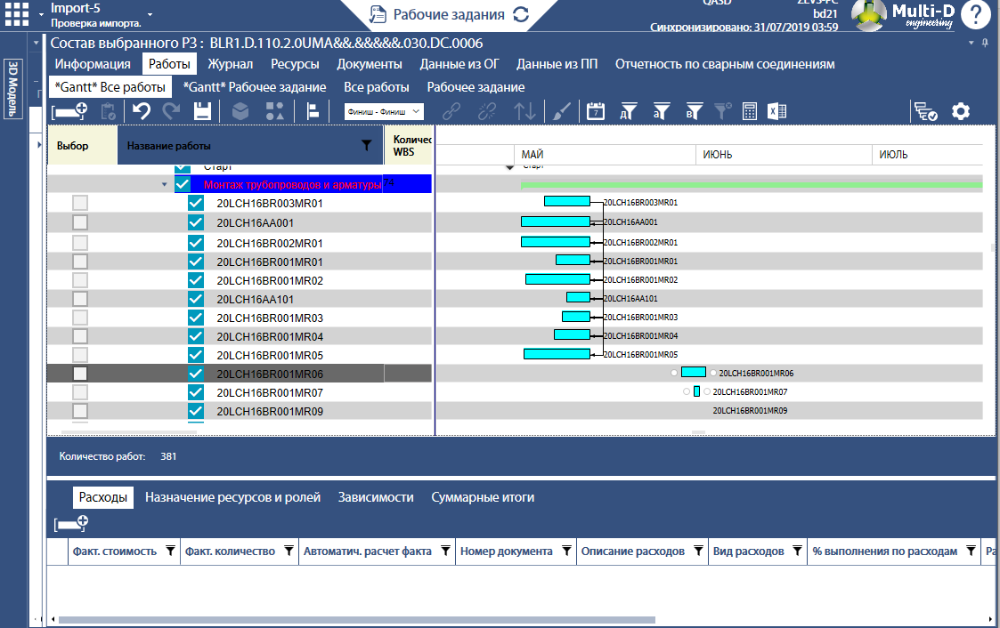 Import-5
Проверка импорта.
Рабочие задания
QASD
ZEVS-PC
bd21
Синхронизировано: 31/07/2019 03:59
Multi-D
engineering
?
3D Модель
Состав выбранного РЗ : BLR1.D.110.2.0UMA&&.&&&&&.030.DC.0006
Информация Работы Журнал Ресурсы Документы Данные из ОГ Данные из ПП Отчетность по сварным соединениям
*Gantt* Все работы *Gantt* Рабочее задание Все работы Рабочее задание
Финиш - Финиш
7 Д а в X
Выбор Название работы Количес
WBS
МАЙ ИЮНЬ ИЮЛЬ
Старт Старт
Монтаж трубопроводов и арматуры 74
20LCH16BR003MR01 20LCH16BR003MR01
20LCH16AA001 20LCH16AA001
20LCH16BR002MR01 20LCH16BR002MR01
20LCH16BR001MR01 20LCH16BR001MR01
20LCH16BR001MR02 20LCH16BR001MR02
20LCH16AA101 20LCH16AA101
20LCH16BR001MR03 20LCH16BR001MR03
20LCH16BR001MR04 20LCH16BR001MR04
20LCH16BR001MR05 20LCH16BR001MR05
20LCH16BR001MR06 20LCH16BR001MR06
20LCH16BR001MR07 20LCH16BR001MR07
20LCH16BR001MR09 20LCH16BR001MR09
Количество работ: 381
Расходы Назначение ресурсов и ролей Зависимости Суммарные итоги
Факт. стоимость Факт. количество Автоматич. расчет факта Номер документа Описание расходов Вид расходов % выполнения по расходам Ра